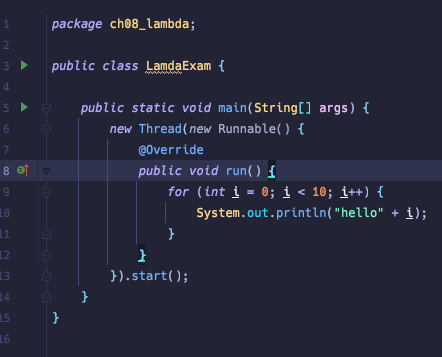 1 package ch08_lambda;
2
3 public class LamdaExam {
4
5 public static void main(String[] args) {
6 new Thread(new Runnable() {
7 @Override
8 public void run() {
9 for (int i = 0; i < 10; i++) {
10 System.out.println("hello" + i);
11 }
12 }
13 }).start();
14 }
15 }
16